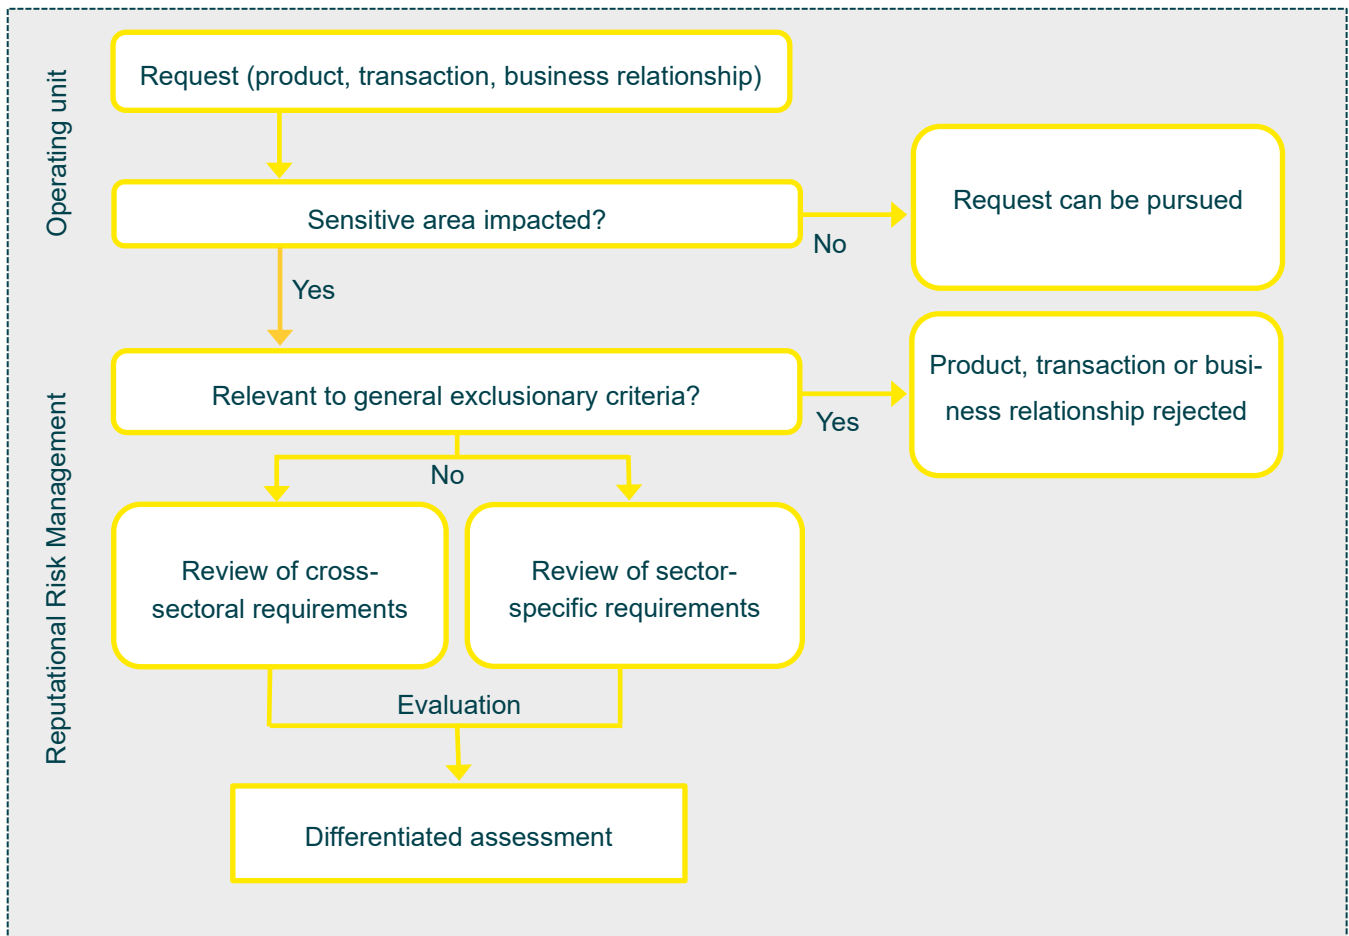 Operating unit
Request (product, transaction, business relationship)
Sensitive area impacted?
No
Request can be pursued
Yes
Reputational Risk Management
Relevant to general exclusionary criteria?
Yes
Product, transaction or busi-
ness relationship rejected
No
Review of cross-
sectoral requirements
Review of sector-
specific requirements
Evaluation
Differentiated assessment